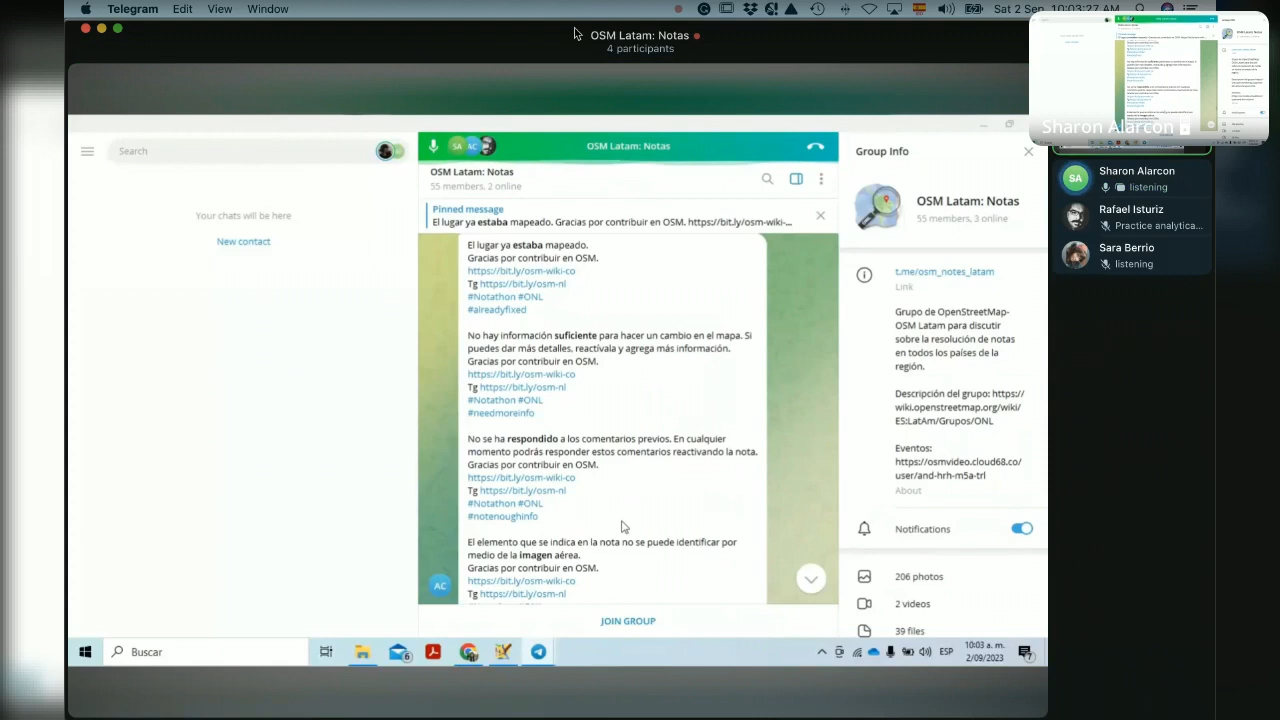 Telegram Edit View Window
OSM Latam: Notas
4 participants
Search
Your chats will be here
New contact
OSM Latam: Notas
55 members, 2 online
Pinned message
El lugar ya estaba mapeado. Gracias por contribuir en OSM. https://bit.ly/osm-wiki-...
El lugar ya estaba mapeado.
Gracias por contribuir en OSM.
https://bit.ly/osm-wiki-co
Tg https://bit.ly/osm-nl
#Notathon #ONL
#alreadyfixed
No hay información suficiente para hacer un cambio en el mapa. Si
puedes dar más detalles, reactívala y agrega más información.
Gracias por contribuir en OSM.
https://bit.ly/osm-wiki-co
Tg https://bit.ly/osm-nl
#Notathon #ONL
#needmoreinfo
No se ha respondido a los comentarios previos. En cualquier
momento podrás responder estos comentarios reactivando la nota.
Gracias por contribuir en OSM.
https://bit.ly/osm-wiki-co
Tg https://bit.ly/osm-nl
#Notathon #ONL
#notenoughinfo
El elemento que se indica en la nota no se puede identificar por
medio de la imagen aérea.
Gracias por contribuir en OSM.
https://bit.ly/osm-wiki-co
Tg https://bit.ly/osm-nl
AC
JOIN GROUP
Group Info
OSM Latam: Notas
55 members, 3 online
t.me/osm_notes_latam
Link
Grupo de OpenStreetMap-
OSM Latam para discutir
sobre la resolución de notas
en todos los países de la
región.
Descripción del grupo: https://
wiki.openstreetmap.org/wiki/
ES:LatAm/Grupos/ONL
Eventos:
https://osmvideo.cloud68.co/
user/and-hrh-m5a-trl
About
Notifications
206 photos
2 videos
39 files
Buscar
6
ESP
10:03 a. m.
2/09/2023
7
Sharon Alarcon
SA
Sharon Alarcon
listening
Rafael Isturiz
Practice analytica...
Sara Berrio
listening